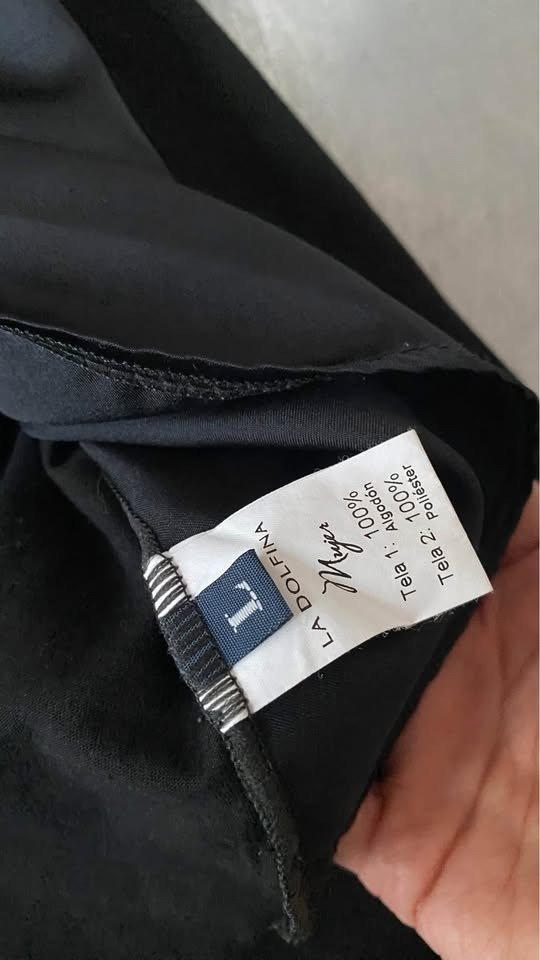 L
LA DOLFINA
Mujer
Tela 1: 100%
Algodón
Tela 2: 100%
Poliéster